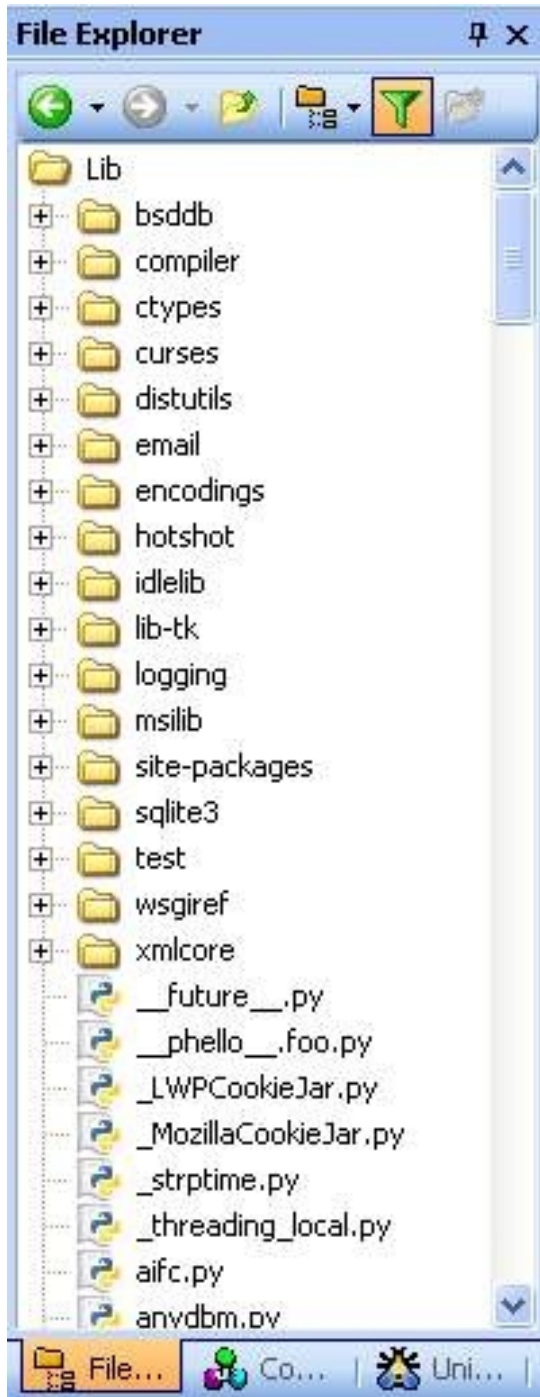 File Explorer
Lib
bsddb
compiler
ctypes
curses
distutils
email
encodings
hotshot
idlelib
lib-tk
logging
msilib
site-packages
sqlite3
test
wsgiref
xmlcore
__future__.py
__phello__.foo.py
_LWPCookieJar.py
_MozillaCookieJar.py
_strptime.py
_threading_local.py
aifc.py
anydbm.py
File... Co... Uni...